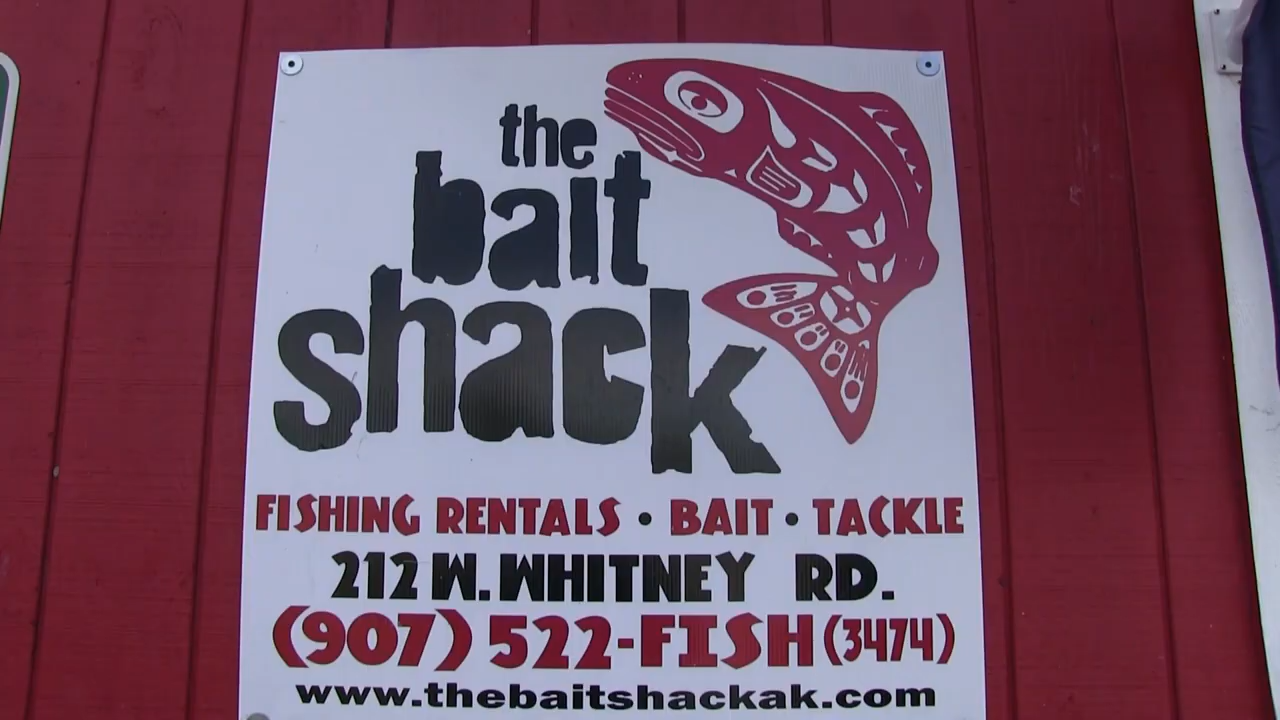 the
bait
shack
FISHING RENTALS • BAIT • TACKLE
212 W. WHITNEY RD.
(907) 522-FISH (3474)
www.thebaitshackak.com